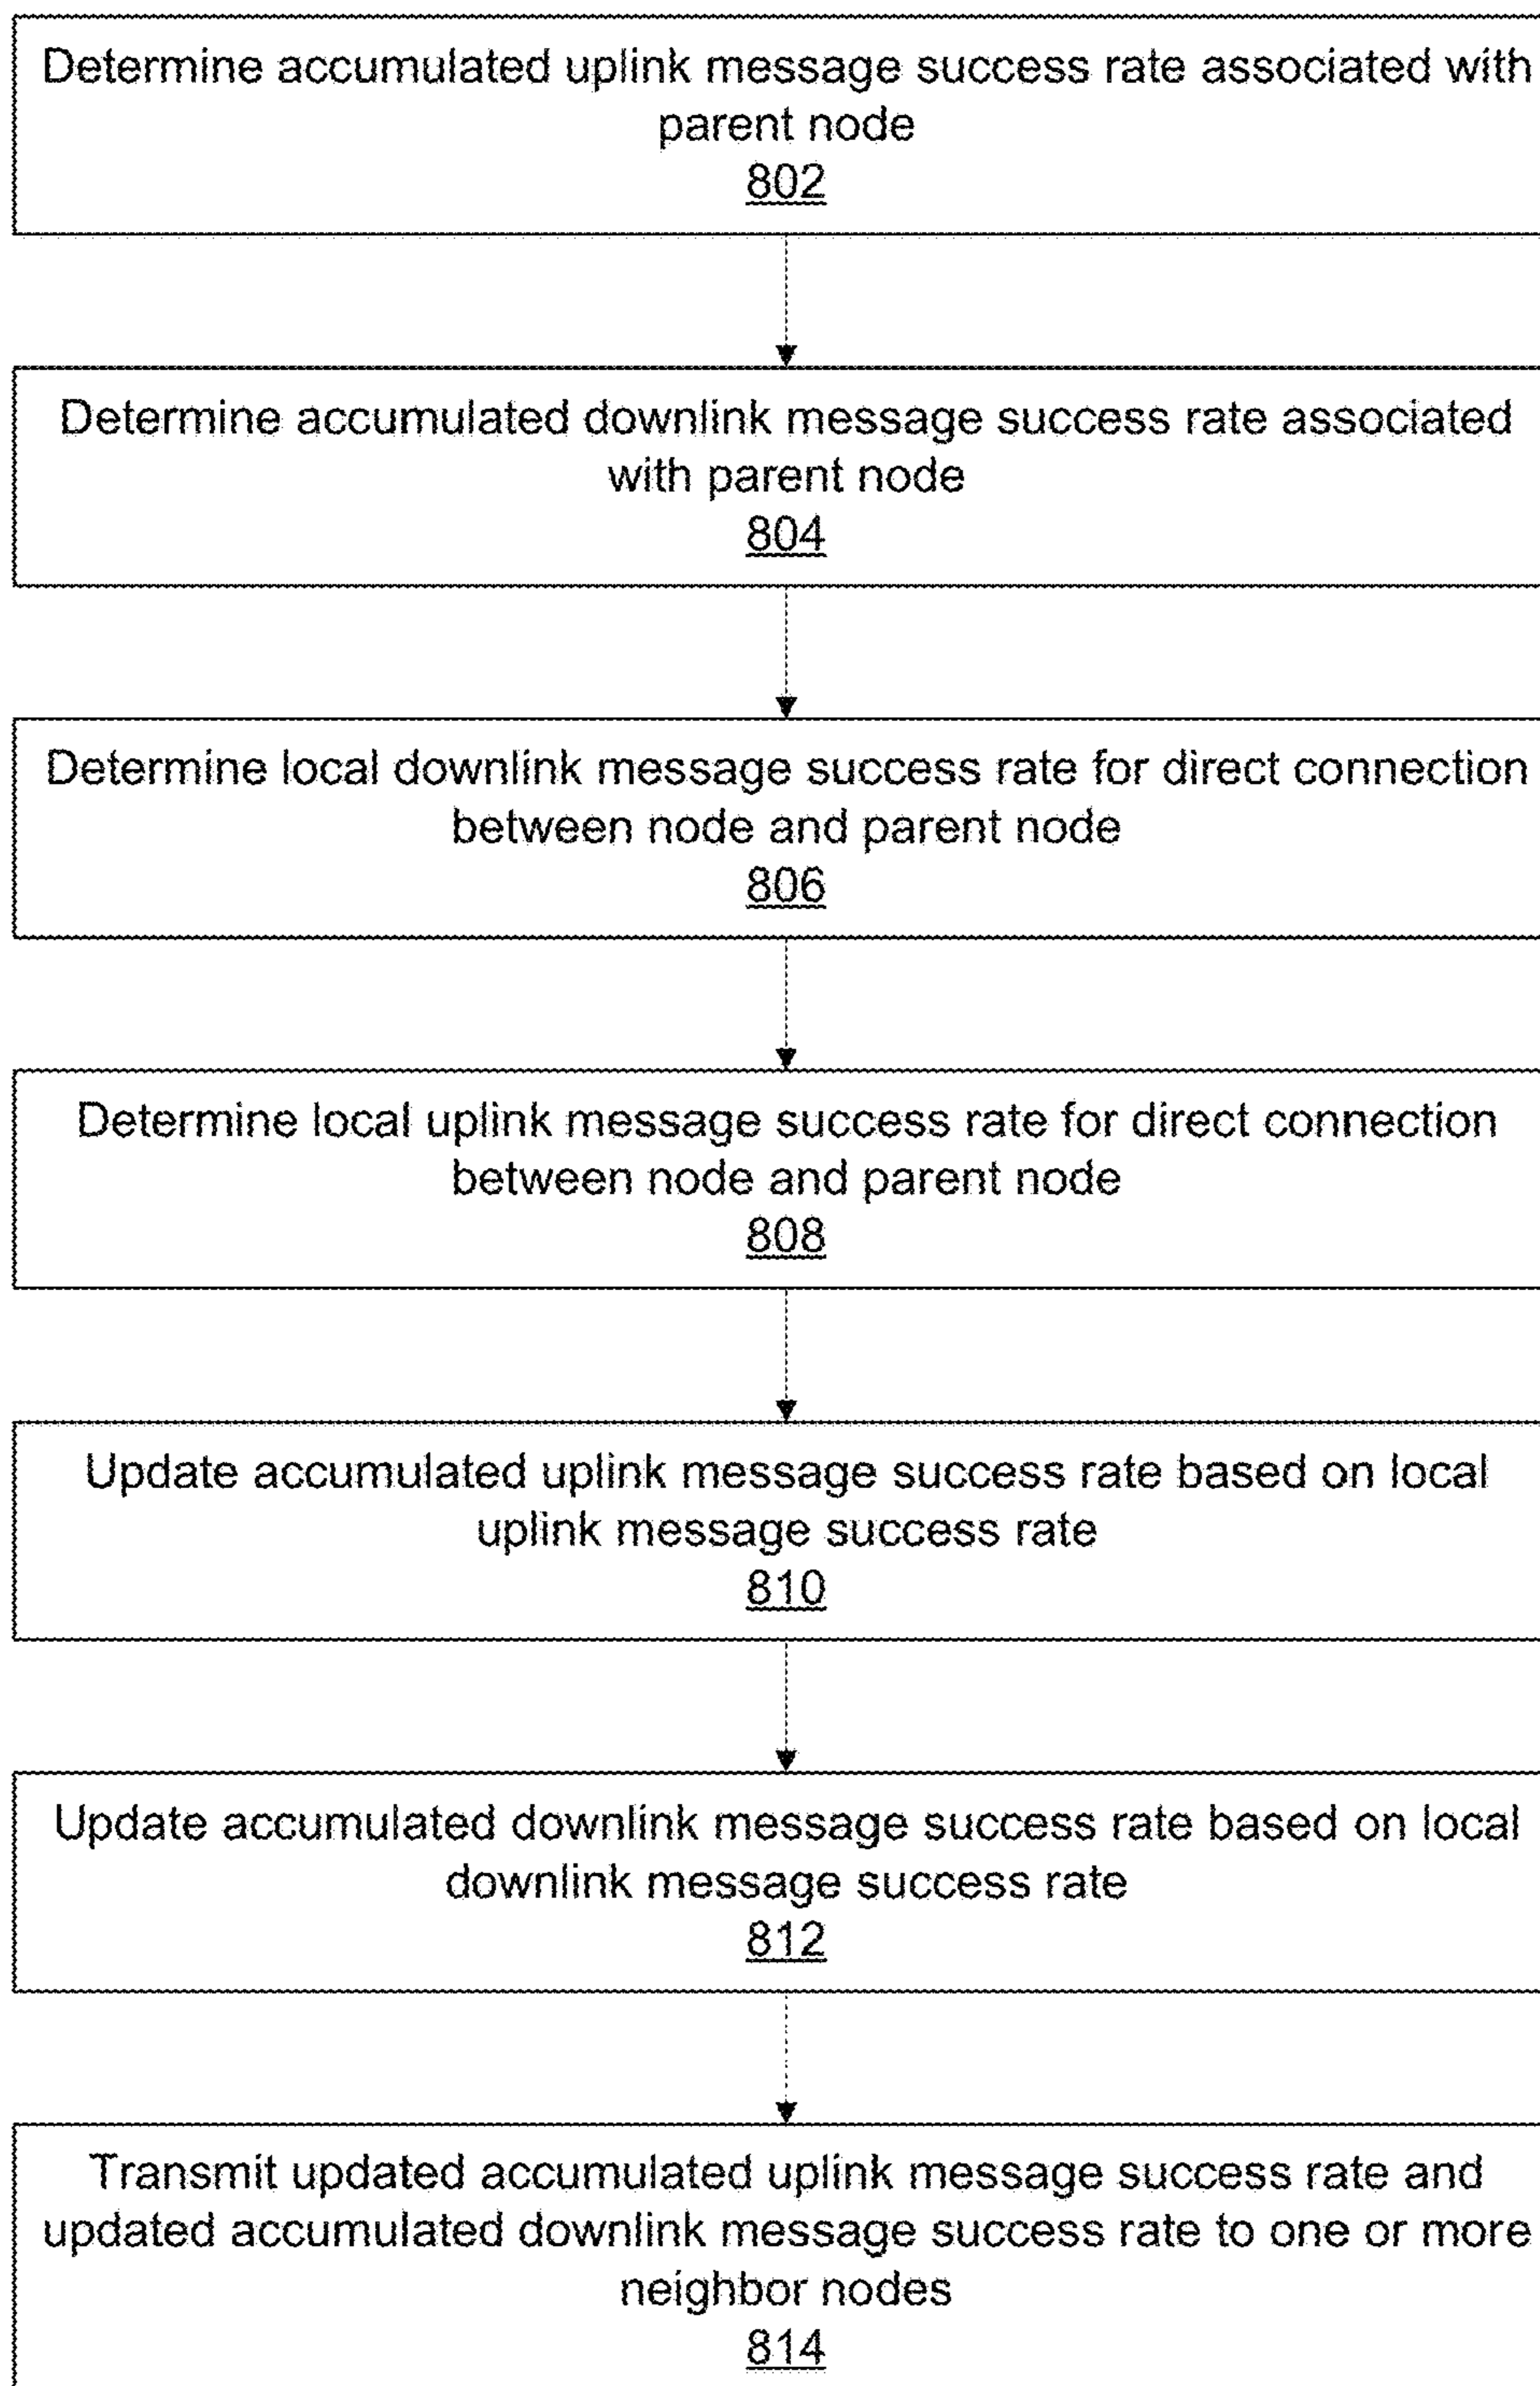 Determine accumulated uplink message success rate associated with
parent node
802
Determine accumulated downlink message success rate associated
with parent node
804
Determine local downlink message success rate for direct connection
between node and parent node
806
Determine local uplink message success rate for direct connection
between node and parent node
808
Update accumulated uplink message success rate based on local
uplink message success rate
810
Update accumulated downlink message success rate based on local
downlink message success rate
812
Transmit updated accumulated uplink message success rate and
updated accumulated downlink message success rate to one or more
neighbor nodes
814